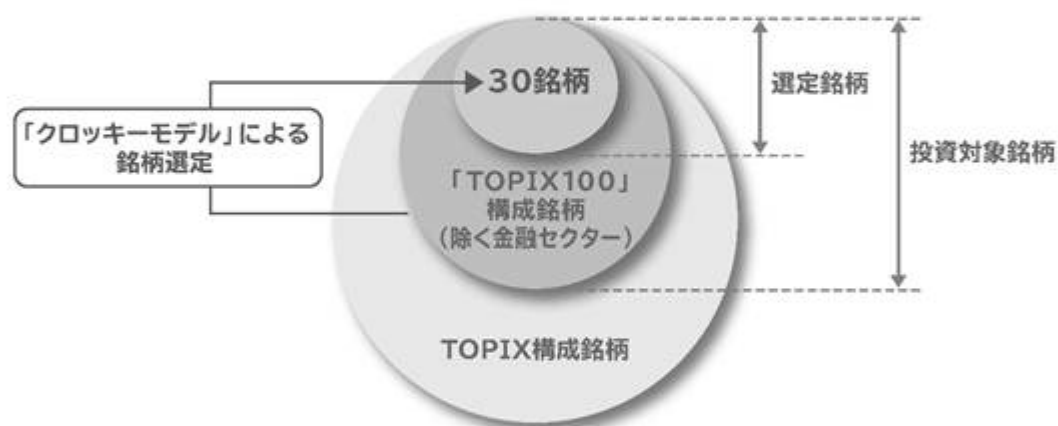 30銘柄
選定銘柄
「クロッキーモデル」による
銘柄選定
投資対象銘柄
「TOPIX100」
構成銘柄
(除く金融セクター)
TOPIX構成銘柄